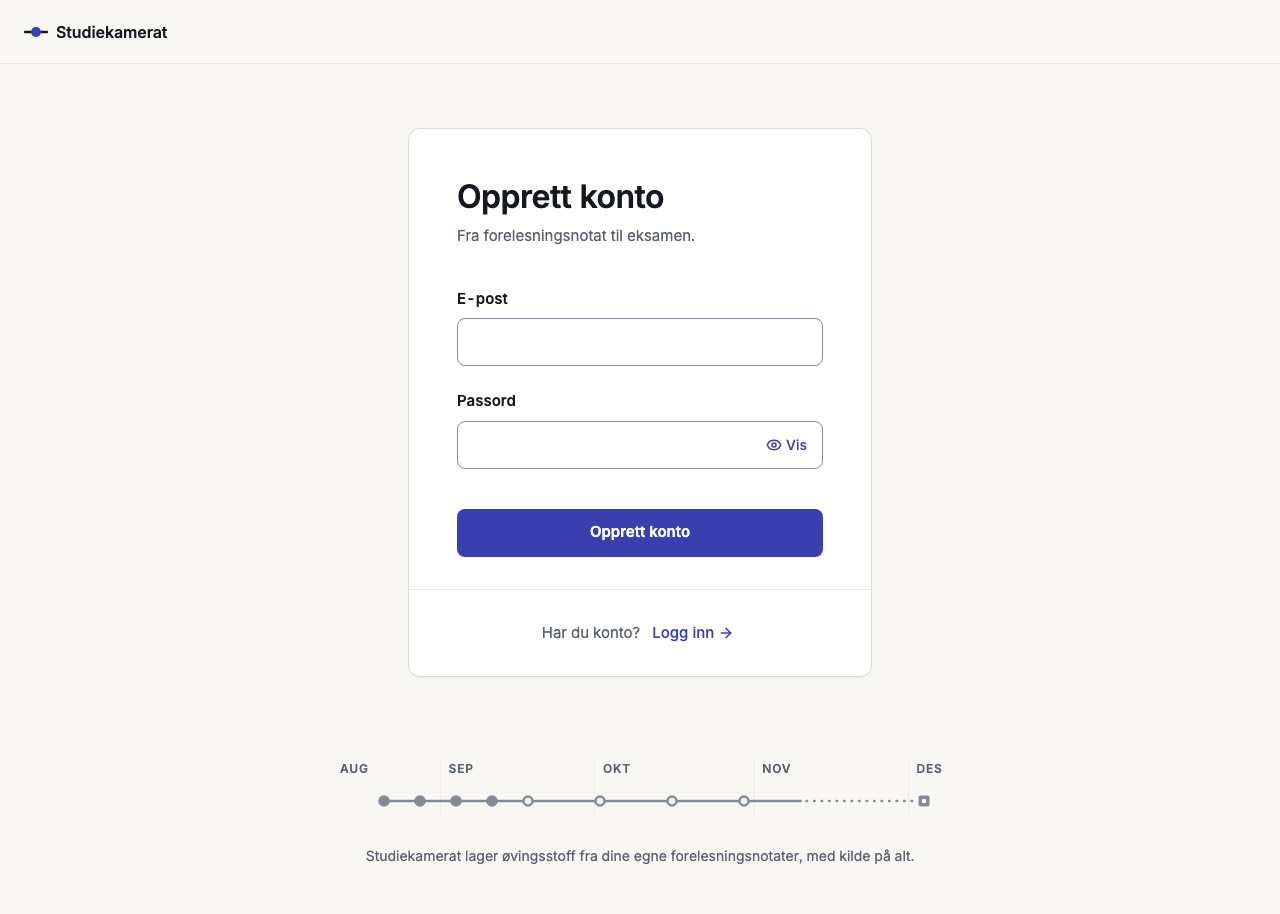 Studiekamerat
Opprett konto
Fra forelesningsnotat til eksamen.
E-post
Passord
Vis
Opprett konto
Har du konto? Logg inn →
AUG SEP OKT NOV DES
Studiekamerat lager øvingsstoff fra dine egne forelesningsnotater, med kilde på alt.